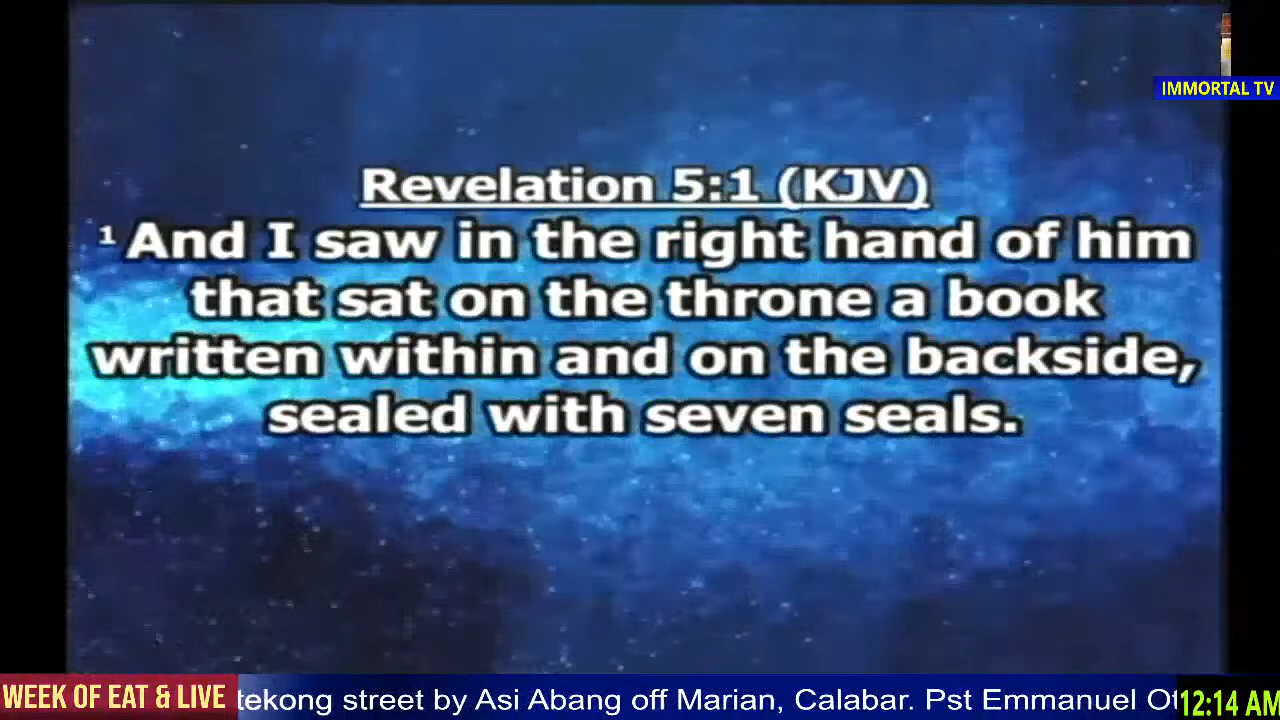 IMMORTAL TV
Revelation 5:1 (KJV)
1 And I saw in the right hand of him
that sat on the throne a book
written within and on the backside,
sealed with seven seals.
WEEK OF EAT & LIVE
tekong street by Asi Abang off Marian, Calabar. Pst Emmanuel
12:14 AM